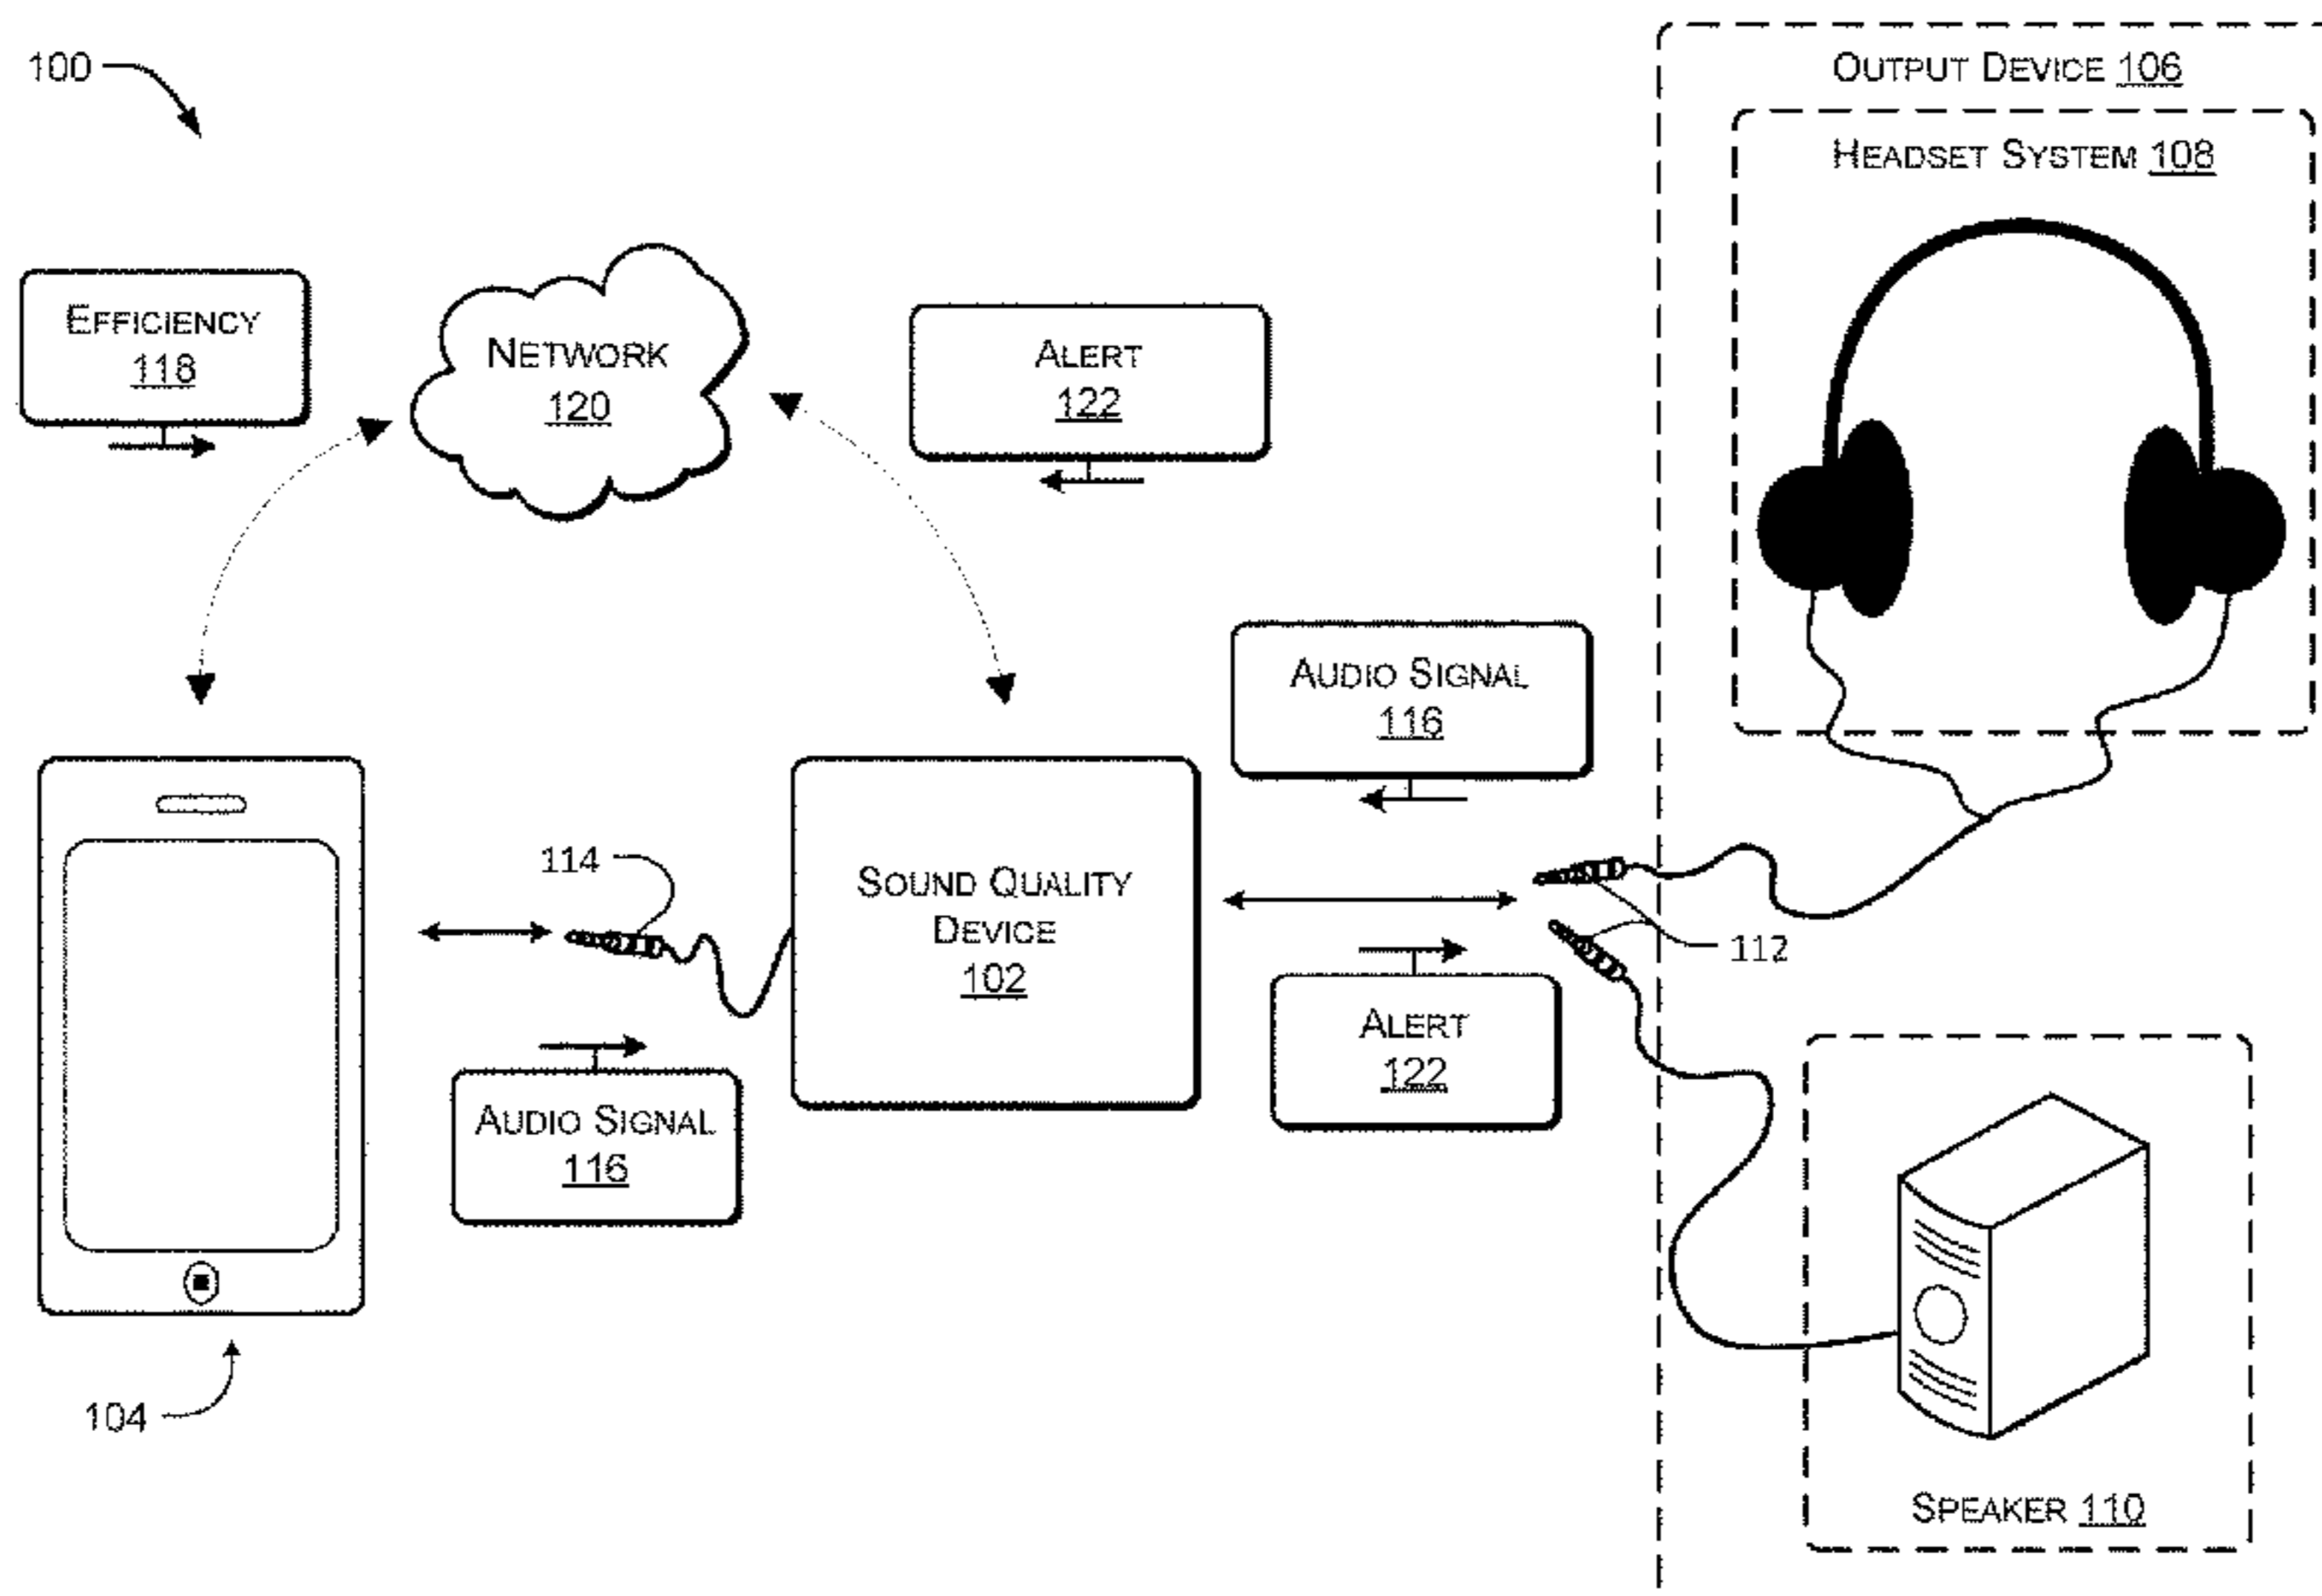 100
OUTPUT DEVICE 106
HEADSET SYSTEM 108
EFFICIENCY
118
NETWORK
120
ALERT
122
AUDIO SIGNAL
116
114
SOUND QUALITY
DEVICE
102
112
ALERT
122
AUDIO SIGNAL
116
104
SPEAKER 110